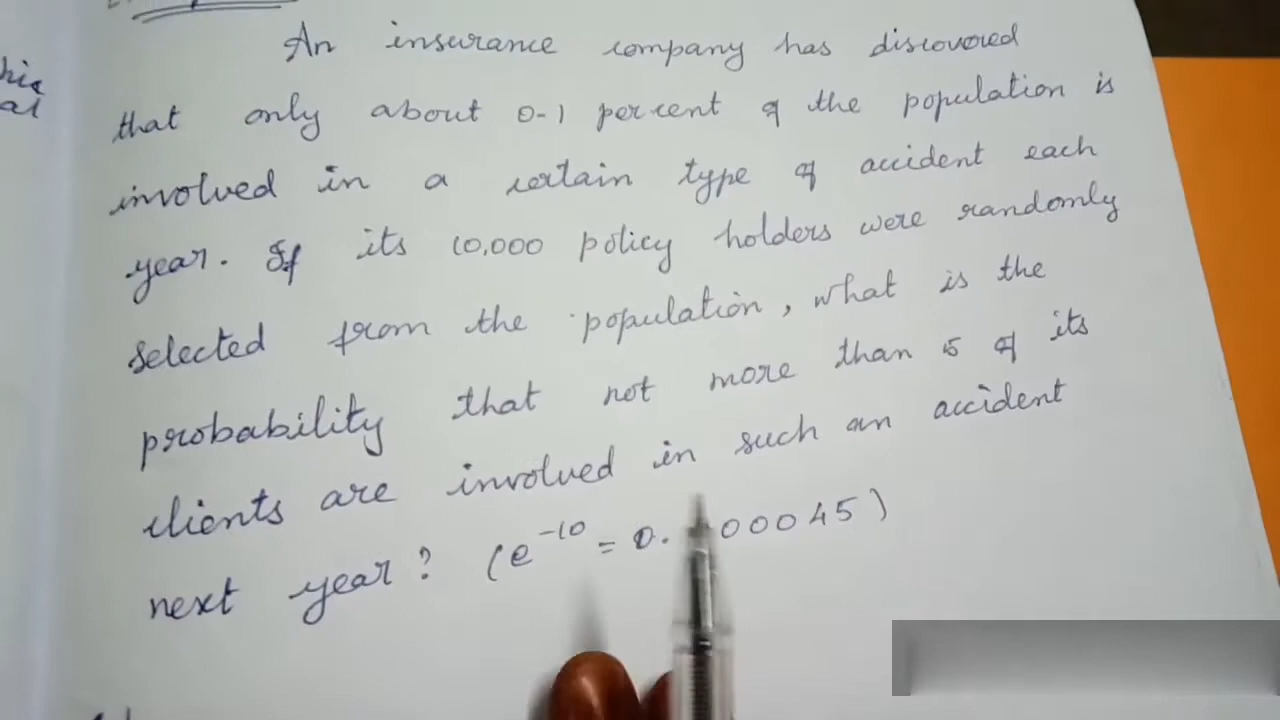 An insurance company has discovered
that only about 0.1 percent of the population is
involved in a certain type of accident each
year. If its 10,000 policy holders were randomly
selected from the population, what is the
probability that not more than 5 of its
clients are involved in such an accident
next year? (e^-10 = 0. 00045)